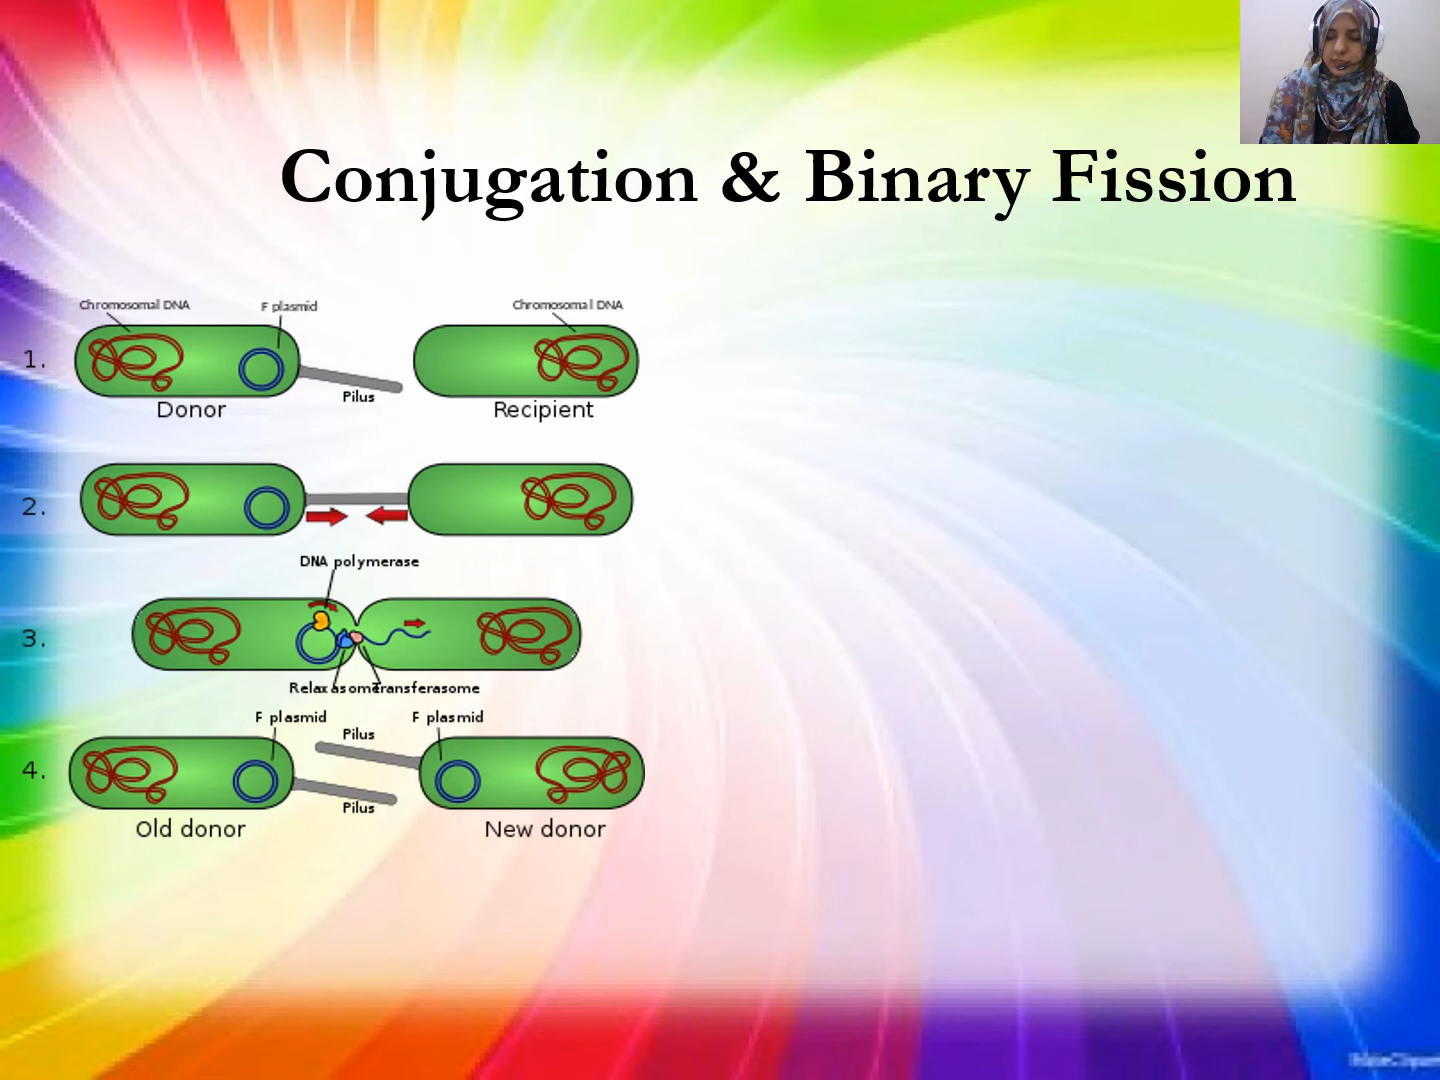 Conjugation & Binary Fission
Chromosomal DNA
F plasmid
Chromosomal DNA
1.
Pilus
Donor
Recipient
2.
DNA polymerase
3.
Relaxasome
Transferasome
F plasmid
Pilus
F plasmid
4.
Pilus
Old donor
New donor